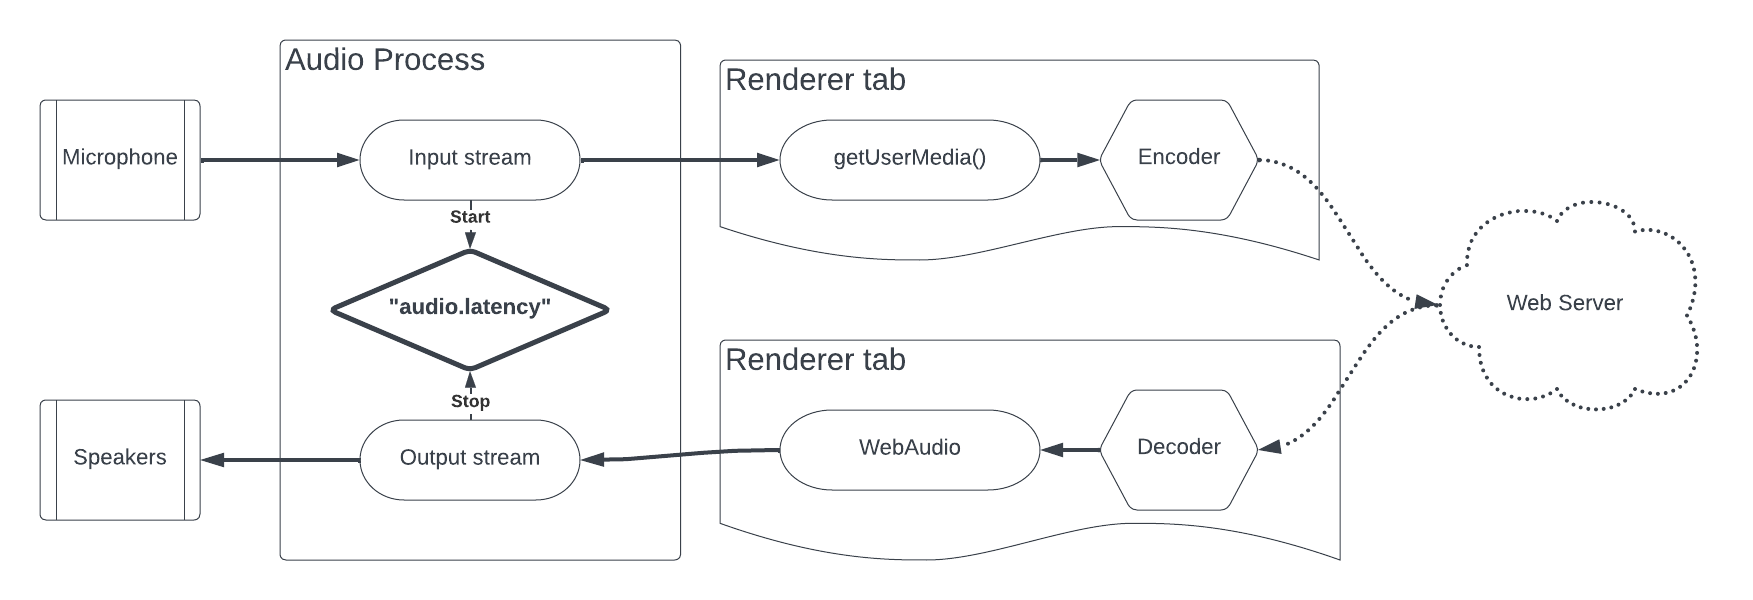 Audio Process
Renderer tab
Microphone
Input stream
getUserMedia()
Encoder
Start
"audio.latency"
Web Server
Renderer tab
Stop
Speakers
Output stream
WebAudio
Decoder